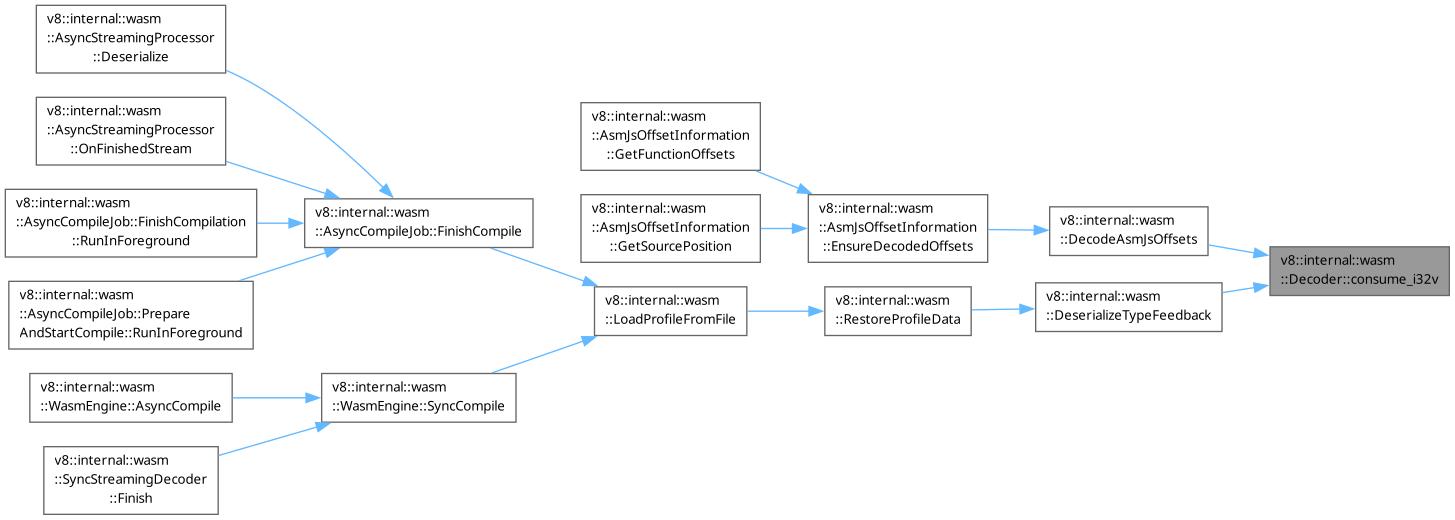 v8::internal::wasm
::AsyncStreamingProcessor
::Deserialize
v8::internal::wasm
::AsyncStreamingProcessor
::OnFinishedStream
v8::internal::wasm
::AsyncCompileJob::FinishCompilation
::RunInForeground
v8::internal::wasm
::AsyncCompileJob::Prepare
AndStartCompile::RunInForeground
v8::internal::wasm
::WasmEngine::AsyncCompile
v8::internal::wasm
::SyncStreamingDecoder
::Finish
v8::internal::wasm
::AsyncCompileJob::FinishCompile
v8::internal::wasm
::WasmEngine::SyncCompile
v8::internal::wasm
::AsmJsOffsetInformation
::GetFunctionOffsets
v8::internal::wasm
::AsmJsOffsetInformation
::GetSourcePosition
v8::internal::wasm
::LoadProfileFromFile
v8::internal::wasm
::AsmJsOffsetInformation
::EnsureDecodedOffsets
v8::internal::wasm
::RestoreProfileData
v8::internal::wasm
::DecodeAsmJsOffsets
v8::internal::wasm
::DeserializeTypeFeedback
v8::internal::wasm
::Decoder::consume_i32v